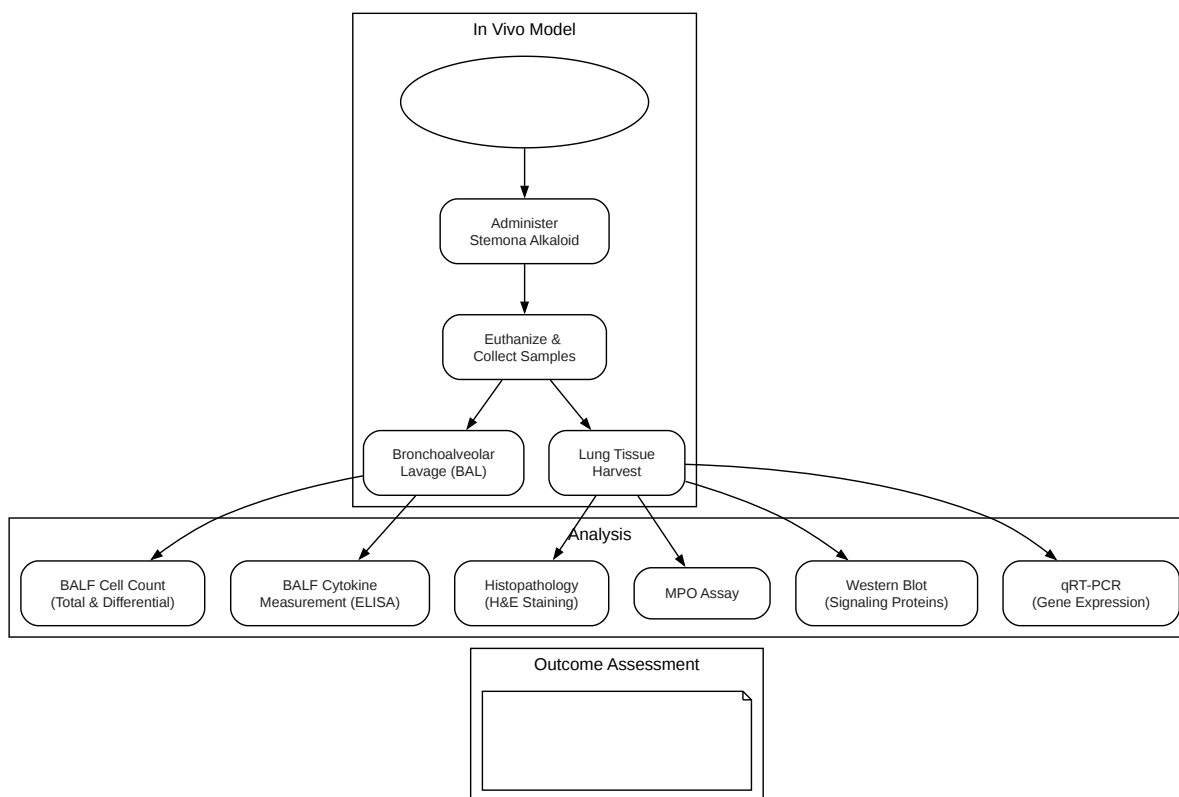 In Vivo Model
Administer
Stemona Alkaloid
Euthanize &
Collect Samples
Bronchoalveolar
Lavage (BAL)
Lung Tissue
Harvest
Analysis
BALF Cell Count
(Total & Differential)
BALF Cytokine
Measurement (ELISA)
Histopathology
(H&E Staining)
MPO Assay
Western Blot
(Signaling Proteins)
qRT-PCR
(Gene Expression)
Outcome Assessment